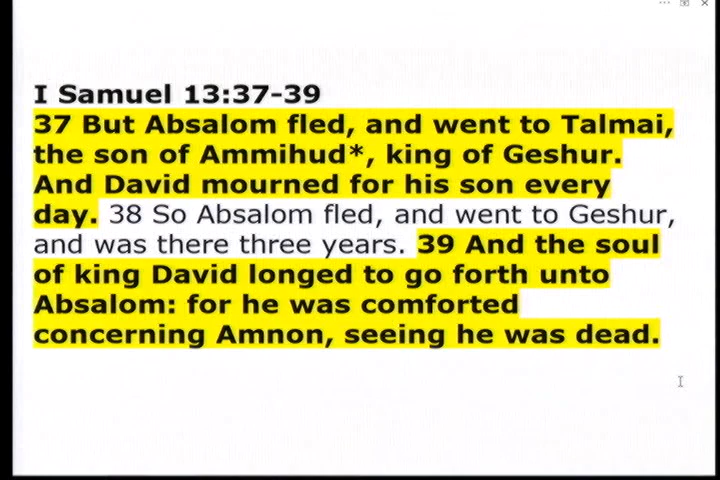 I Samuel 13:37-39
37 But Absalom fled, and went to Talmai,
the son of Ammihud*, king of Geshur.
And David mourned for his son every
day. 38 So Absalom fled, and went to Geshur,
and was there three years. 39 And the soul
of king David longed to go forth unto
Absalom: for he was comforted
concerning Amnon, seeing he was dead.